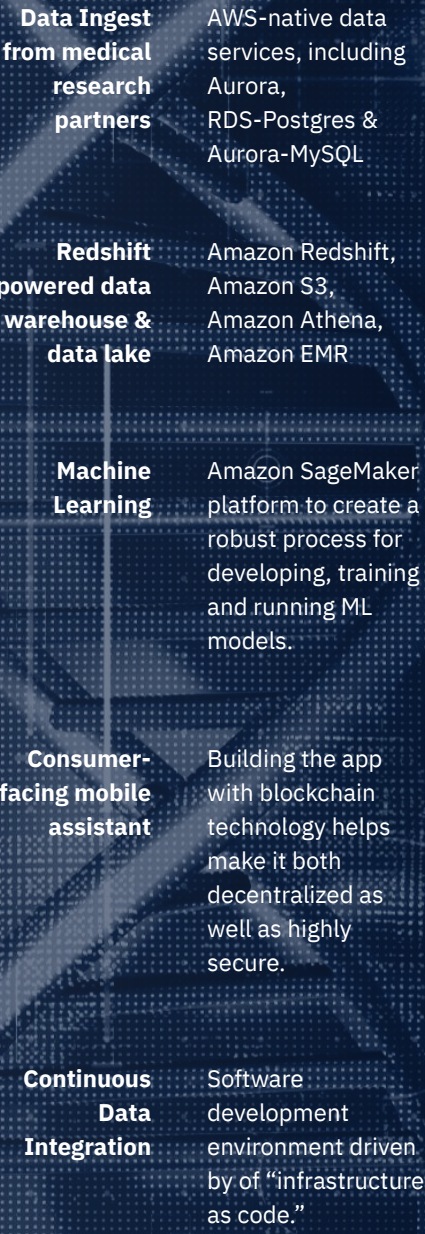 Data Ingest
from medical
research
partners
AWS-native data
services, including
Aurora,
RDS-Postgres &
Aurora-MySQL
Redshift
powered data
warehouse &
data lake
Amazon Redshift,
Amazon S3,
Amazon Athena,
Amazon EMR
Machine
Learning
Amazon SageMaker
platform to create a
robust process for
developing, training
and running ML
models.
Consumer-
facing mobile
assistant
Building the app
with blockchain
technology helps
make it both
decentralized as
well as highly
secure.
Continuous
Data
Integration
Software
development
environment driven
by of “infrastructure
as code.”